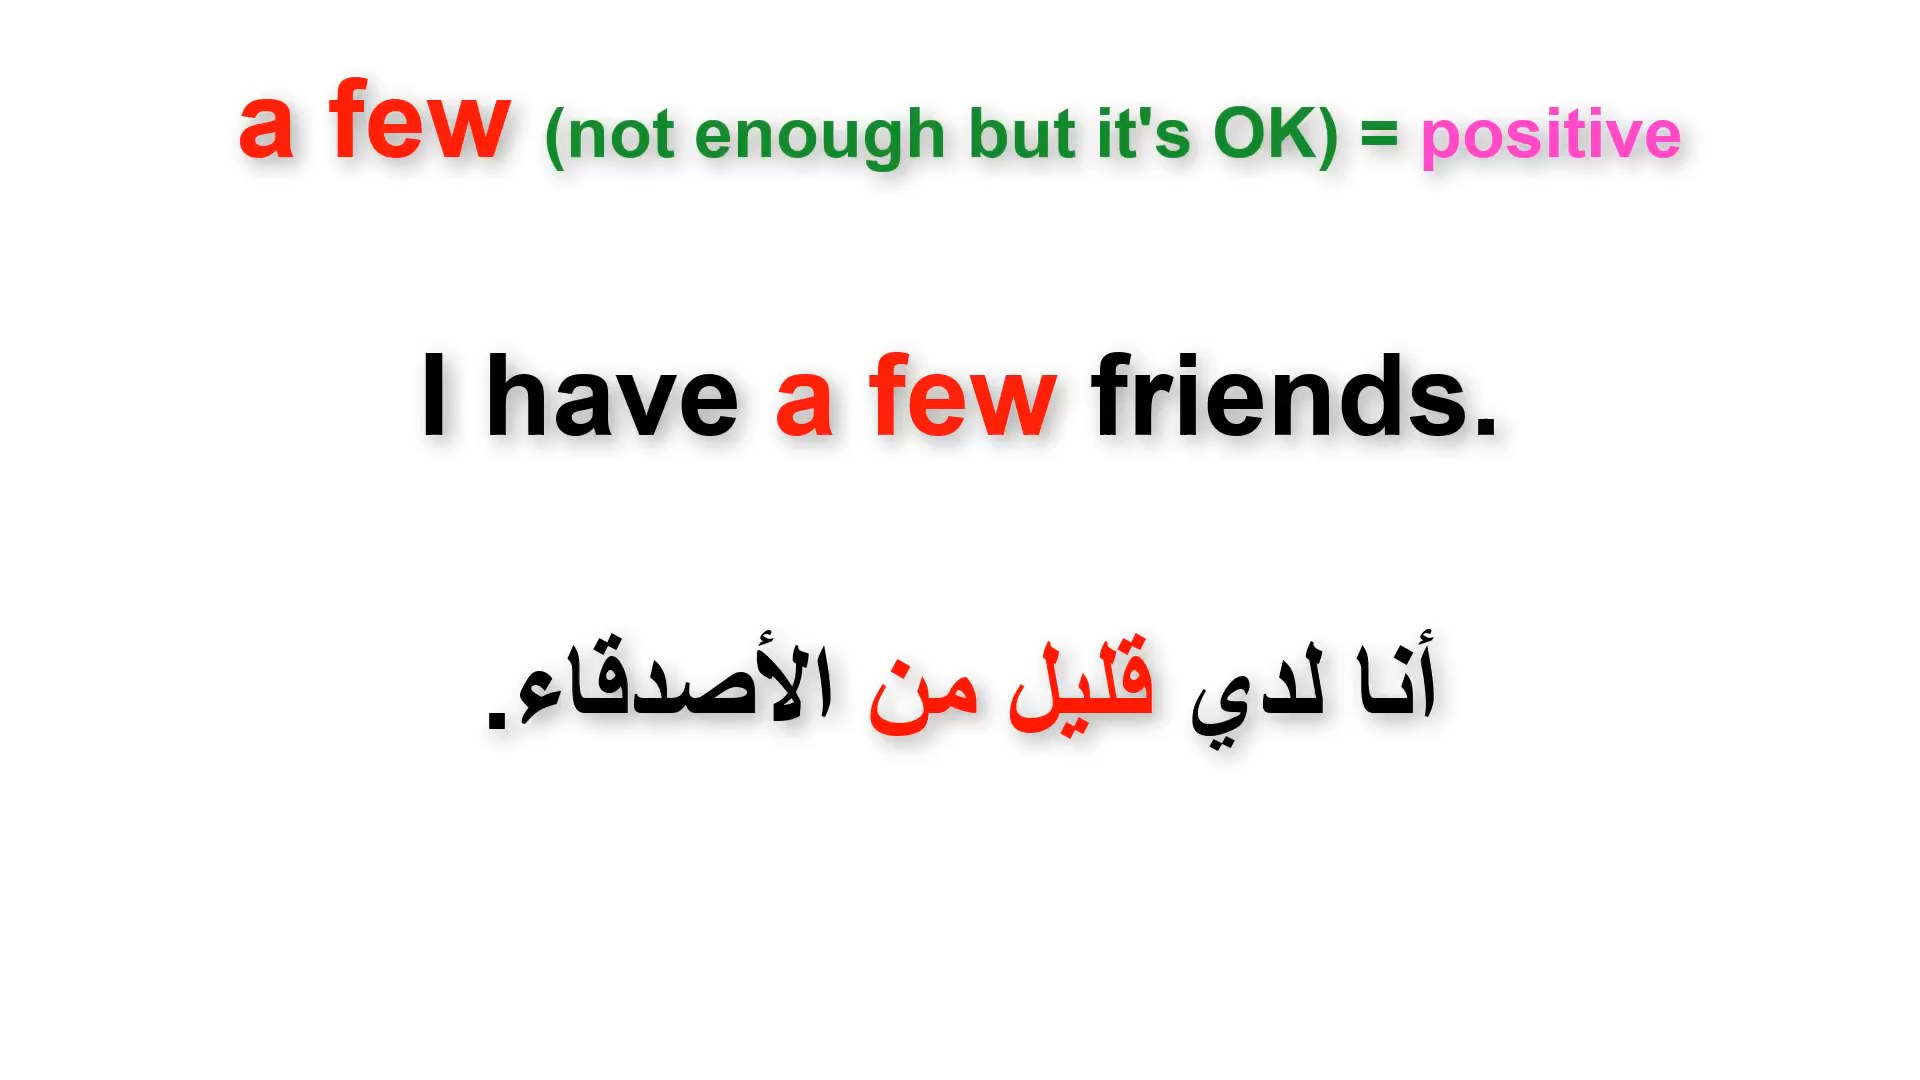 a few (not enough but it's OK) = positive
I have a few friends.
أنا لدي قليل من الأصدقاء.